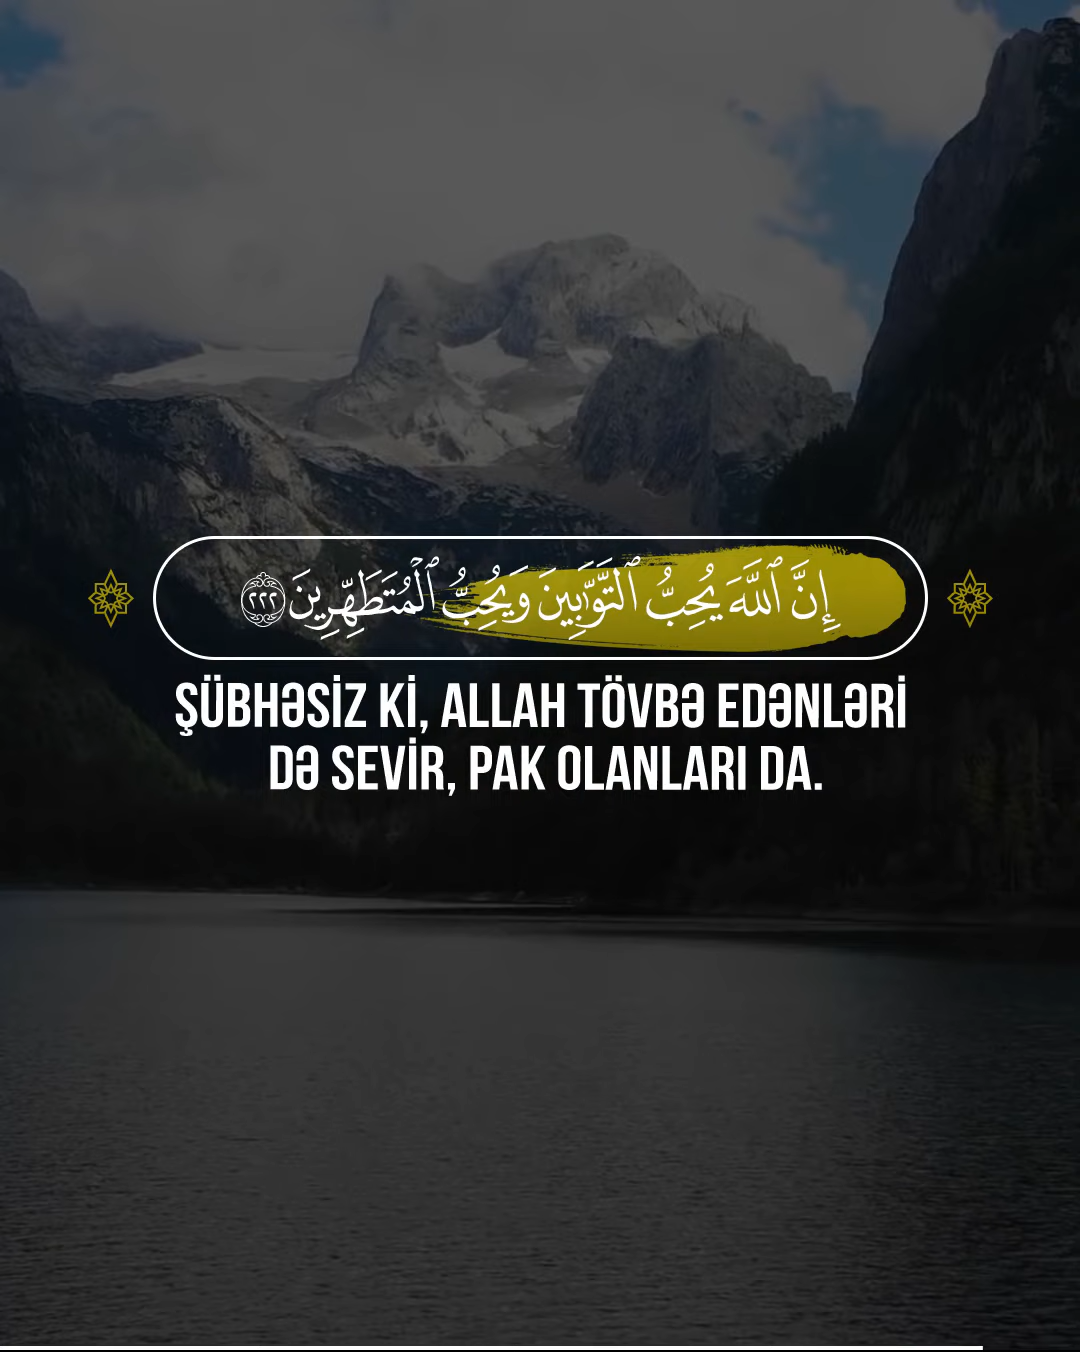 إِنَّ ٱللَّهَ يُحِبُّ ٱلتَّوَّٰبِينَ وَيُحِبُّ ٱلْمُتَطَهِّرِينَ ٢٢٢
ŞÜBHƏSİZ Kİ, ALLAH TÖVBƏ EDƏNLƏRİ
DƏ SEVİR, PAK OLANLARI DA.